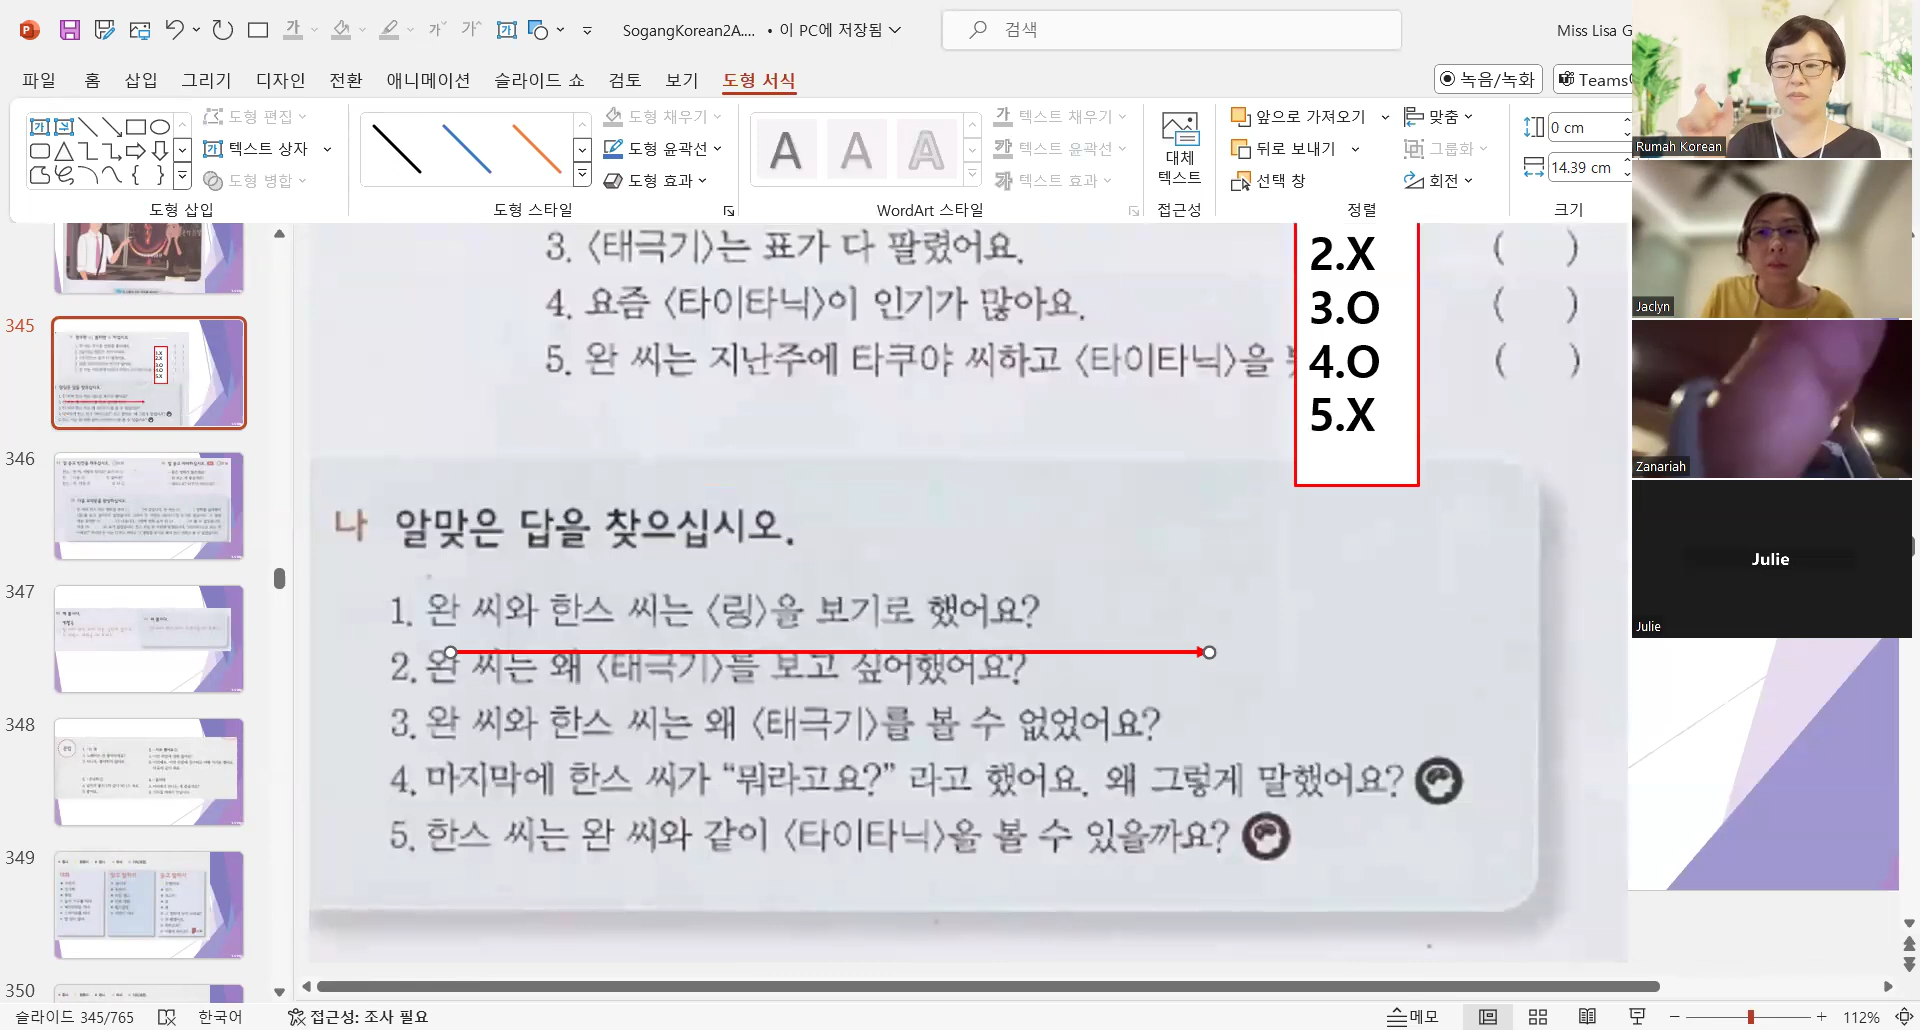 SogangKorean2A.... • 이 PC에 저장됨
검색
Miss Lisa G
파일 홈 삽입 그리기 디자인 전환 애니메이션 슬라이드 쇼 검토 보기 도형 서식
녹음/녹화
Teams
도형 편집
텍스트 상자
도형 병합
도형 삽입
도형 채우기
도형 윤곽선
도형 효과
도형 스타일
텍스트 채우기
텍스트 윤곽선
텍스트 효과
WordArt 스타일
대체
텍스트
접근성
앞으로 가져오기
뒤로 보내기
선택 창
맞춤
그룹화
회전
정렬
0 cm
14.39 cm
크기
Rumah Korean
Jaclyn
Zanariah
Julie
Julie
345
346
347
348
349
350
3. 〈태극기〉는 표가 다 팔렸어요. ( )
4. 요즘 〈타이타닉〉이 인기가 많아요. ( )
5. 완 씨는 지난주에 타쿠야 씨하고 〈타이타닉〉을 ( )
2.X
3.O
4.O
5.X
나 알맞은 답을 찾으십시오.
1. 완 씨와 한스 씨는 〈링〉을 보기로 했어요?
2. 완 씨는 왜 〈태극기〉를 보고 싶어했어요?
3. 완 씨와 한스 씨는 왜 〈태극기〉를 볼 수 없었어요?
4. 마지막에 한스 씨가 “뭐라고요?” 라고 했어요. 왜 그렇게 말했어요?
5. 한스 씨는 완 씨와 같이 〈타이타닉〉을 볼 수 있을까요?
슬라이드 345/765
한국어
접근성: 조사 필요
메모
112%